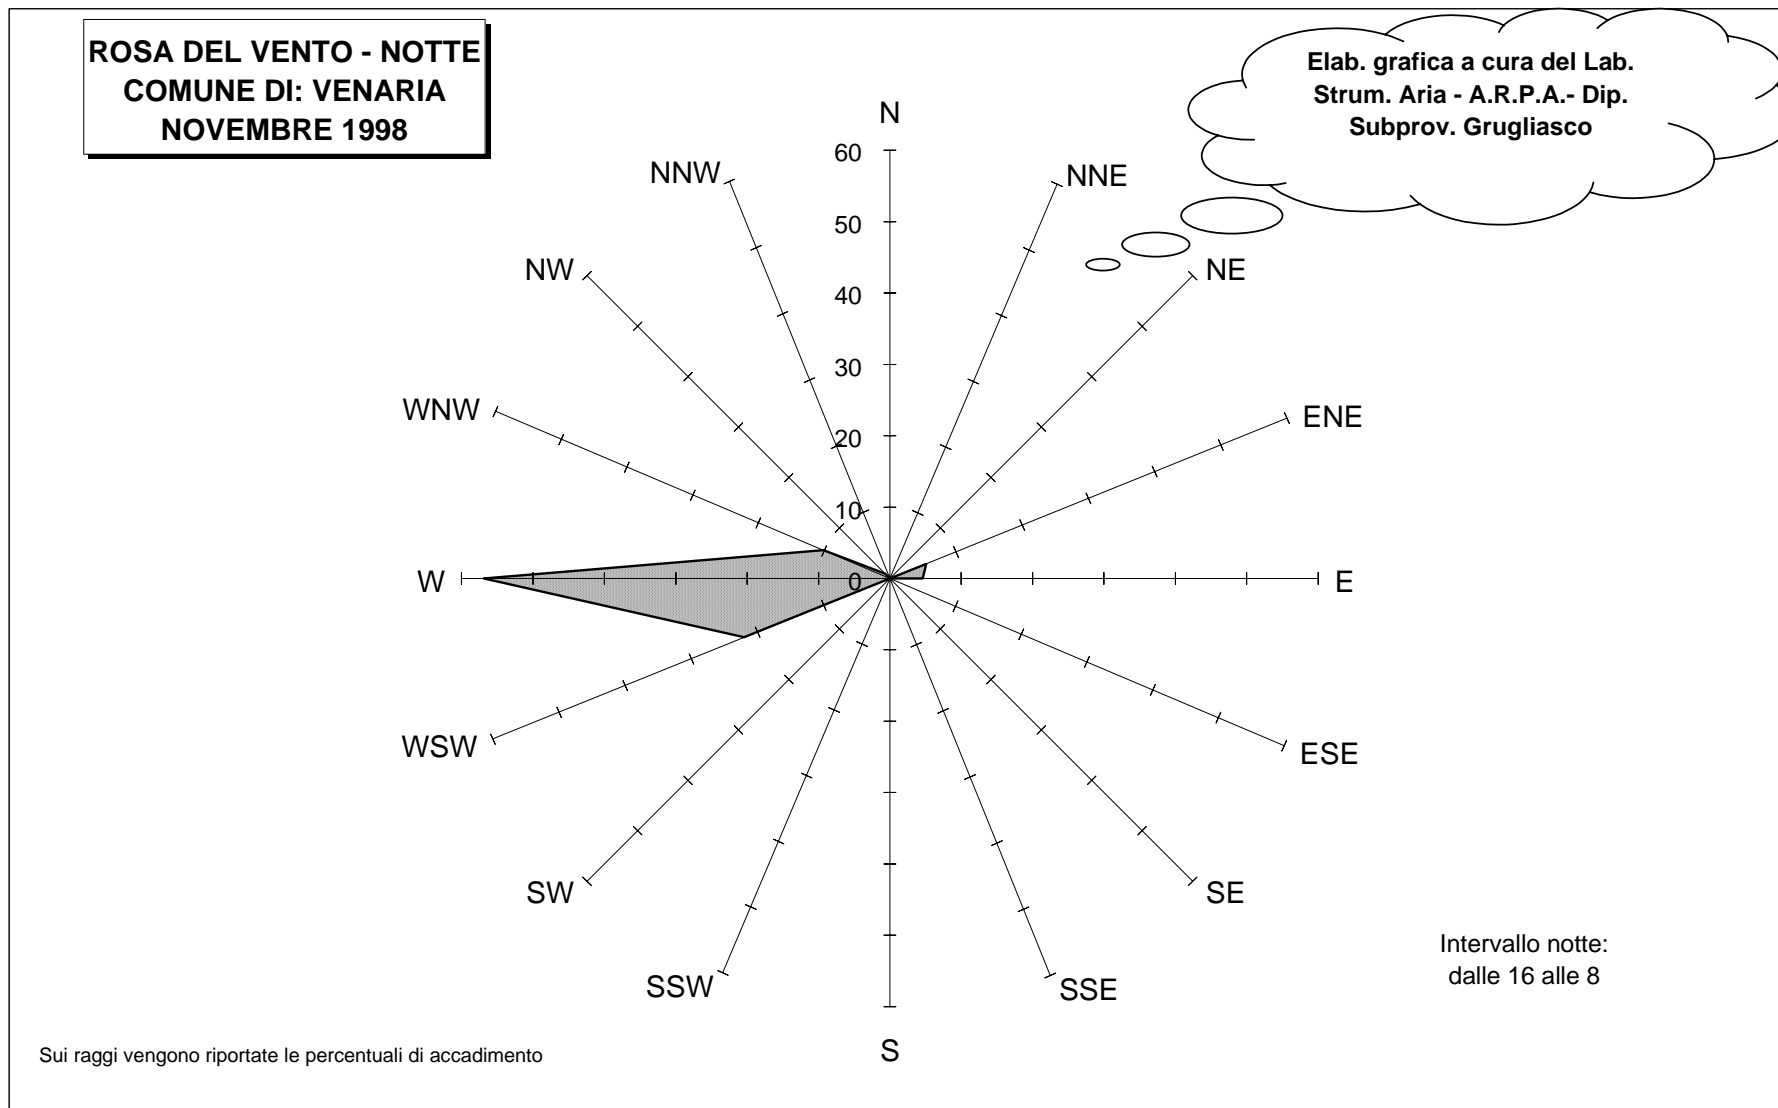 ROSA DEL VENTO - NOTTE
COMUNE DI: VENARIA
NOVEMBRE 1998
Elab. grafica a cura del Lab.
Strum. Aria - A.R.P.A.- Dip.
Subprov. Grugliasco
N
60
NNW
NNE
50
NW
NE
40
30
WNW
ENE
20
10
W
0
E
WSW
ESE
SW
SE
SSW
SSE
S
Intervallo notte:
dalle 16 alle 8
Sui raggi vengono riportate le percentuali di accadimento